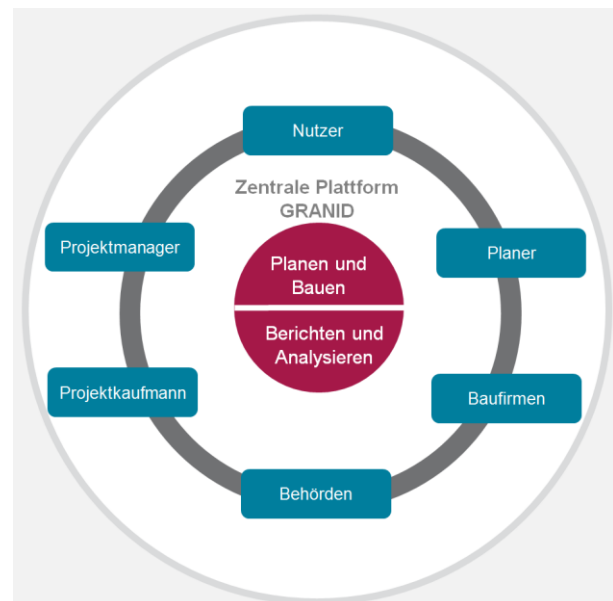 Nutzer
Zentrale Plattform
GRANID
Projektmanager
Planer
Planen und
Bauen
Berichten und
Analysieren
Projektkaufmann
Baufirmen
Behörden